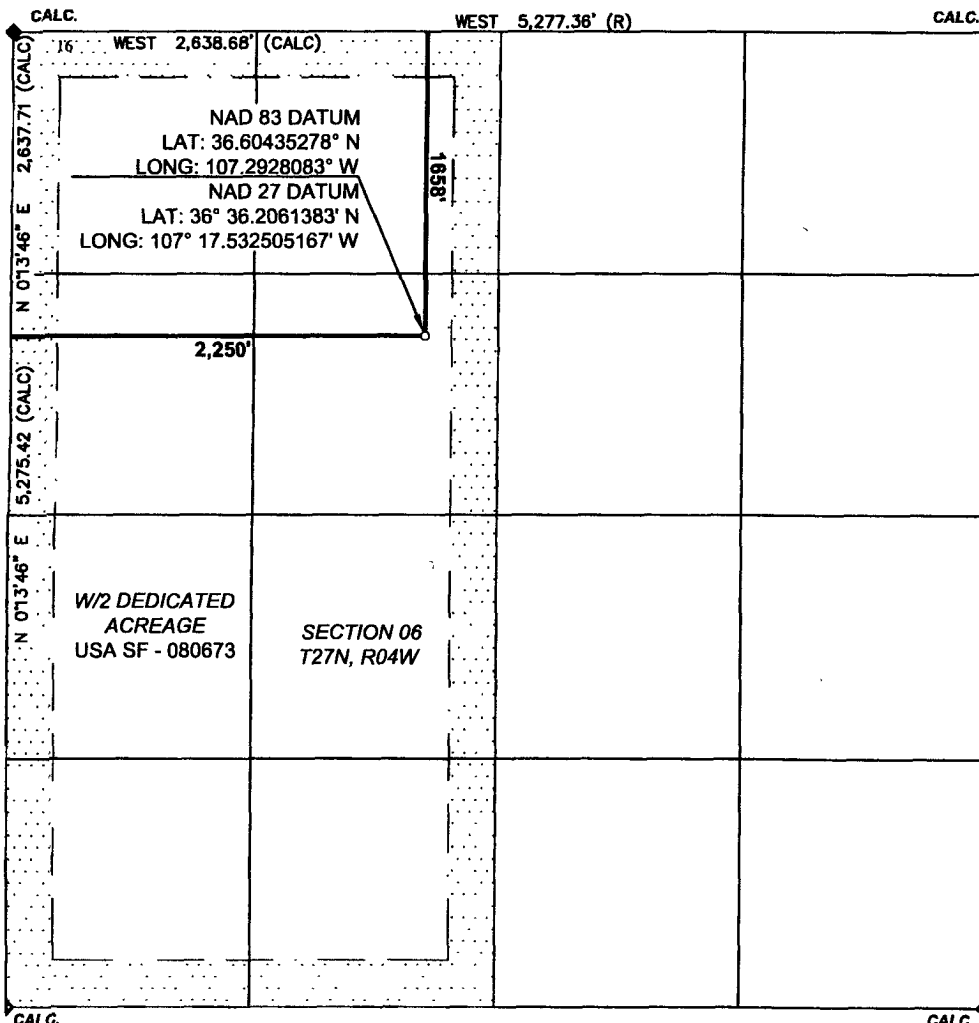 CALC.
WEST 5,277.36' (R)
CALC.
16 WEST 2,638.68' (CALC)
N 0°13'46" E 2,637.71 (CALC)
NAD 83 DATUM
LAT: 36.60435278° N
LONG: 107.2928083° W
NAD 27 DATUM
LAT: 36° 36.2061383' N
LONG: 107° 17.532505167' W
1658'
2,250'
N 0°13'46" E 5,275.42 (CALC)
W/2 DEDICATED
ACREAGE
USA SF - 080673
SECTION 06
T27N, R04W
CALC.
CALC.